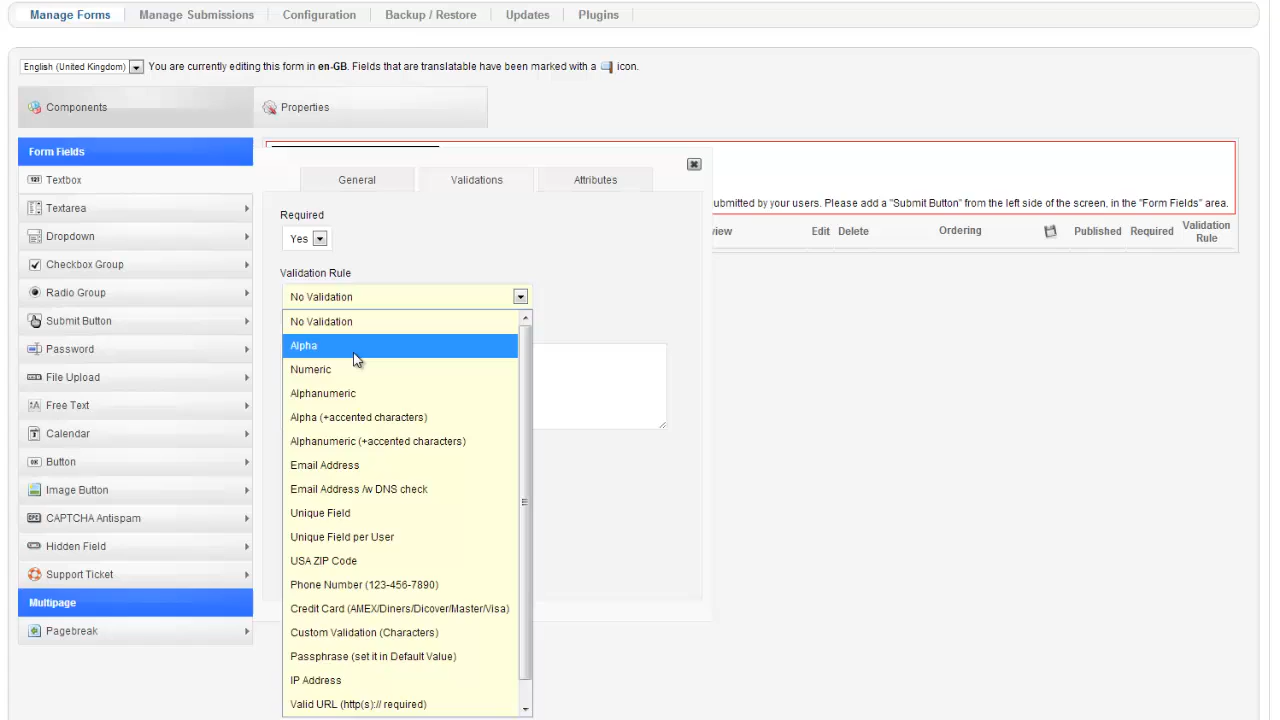 Manage Forms Manage Submissions Configuration Backup / Restore Updates Plugins
English (United Kingdom) You are currently editing this form in en-GB. Fields that are translatable have been marked with a icon.
Components Properties
Form Fields
Textbox
Textarea
Dropdown
Checkbox Group
Radio Group
Submit Button
Password
File Upload
Free Text
Calendar
Button
Image Button
CAPTCHA Antispam
Hidden Field
Support Ticket
Multipage
Pagebreak
General Validations Attributes
Required
Yes
Validation Rule
No Validation
No Validation
Alpha
Numeric
Alphanumeric
Alpha (+accented characters)
Alphanumeric (+accented characters)
Email Address
Email Address /w DNS check
Unique Field
Unique Field per User
USA ZIP Code
Phone Number (123-456-7890)
Credit Card (AMEX/Diners/Dicover/Master/Visa)
Custom Validation (Characters)
Passphrase (set it in Default Value)
IP Address
Valid URL (http(s):// required)
ubmitted by your users. Please add a "Submit Button" from the left side of the screen, in the "Form Fields" area.
view Edit Delete Ordering Published Required Validation
Rule